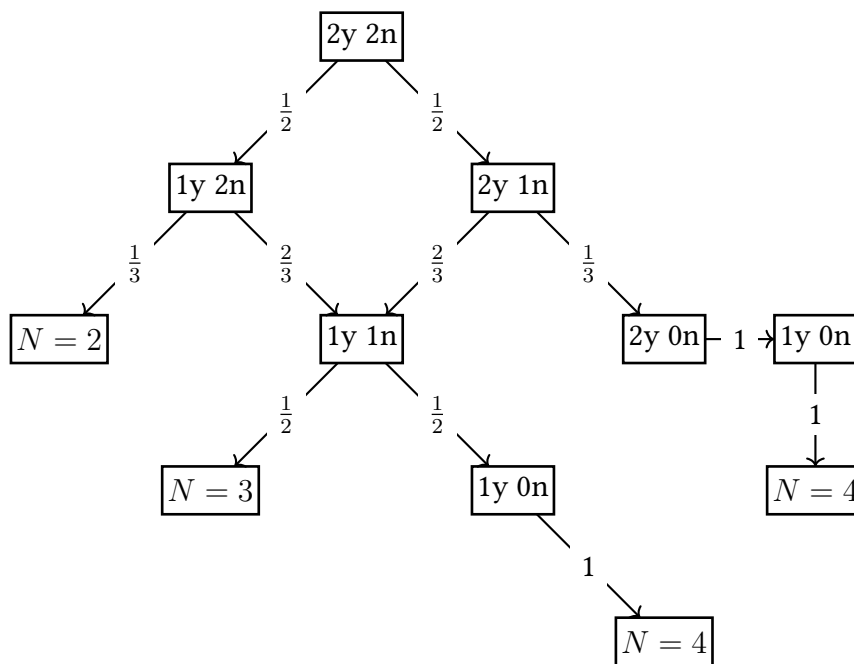 2y 2n
1/2 1/2
1y 2n 2y 1n
1/3 2/3 2/3 1/3
N = 2 1y 1n 2y 0n 1 1y 0n
1/2 1/2 1
N = 3 1y 0n N = 4
1
N = 4